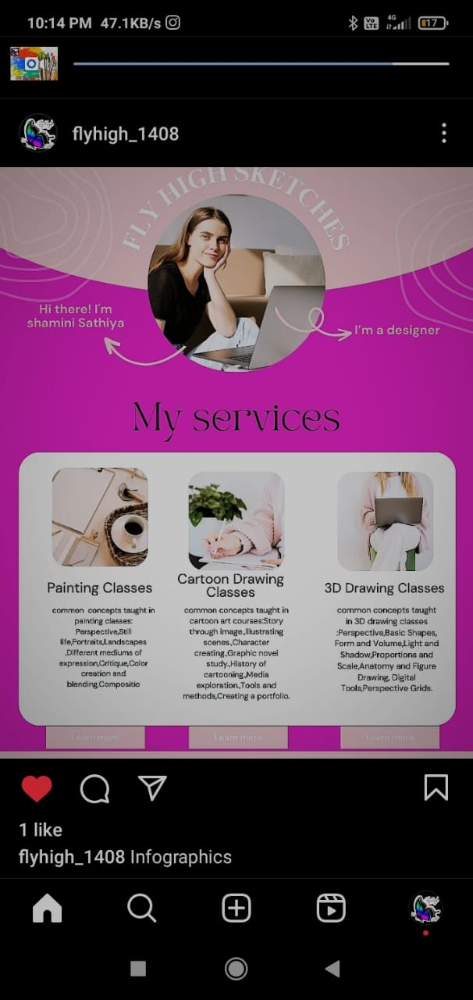 10:14 PM 47.1KB/s
Vo LTE 4G 17
flyhigh_1408
FLY HIGH SKETCHES
Hi there! I'm
shamini Sathiya
I'm a designer
My services
Painting Classes
common concepts taught in
painting classes:
Perspective,Still
life,Portraits,Landscapes
,Different mediums of
expression,Critique,Color
creation and
blending,Compositio
Cartoon Drawing
Classes
common concepts taught in
cartoon art courses:Story
through image.,Illustrating
scenes.,Character
creating.,Graphic novel
study.,History of
cartooning.,Media
exploration.,Tools and
methods,Creating a portfolio.
3D Drawing Classes
common concepts taught
in 3D drawing classes
:Perspective,Basic Shapes,
Form and Volume,Light and
Shadow,Proportions and
Scale,Anatomy and Figure
Drawing, Digital
Tools,Perspective Grids.
Learn more
Learn more
Learn more
1 like
flyhigh_1408 Infographics